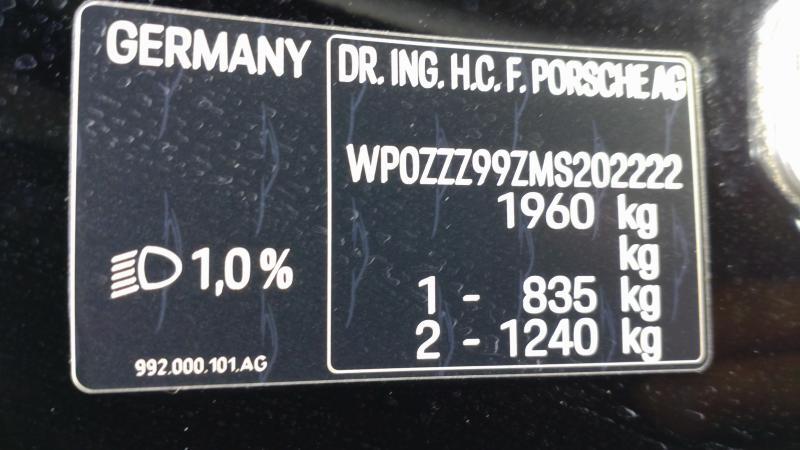 GERMANY
1,0%
992.000.101.AG
DR. ING. H.C. F. PORSCHE AG
WP0ZZZ99ZMS202222
1960 kg
kg
1 - 835 kg
2 - 1240 kg